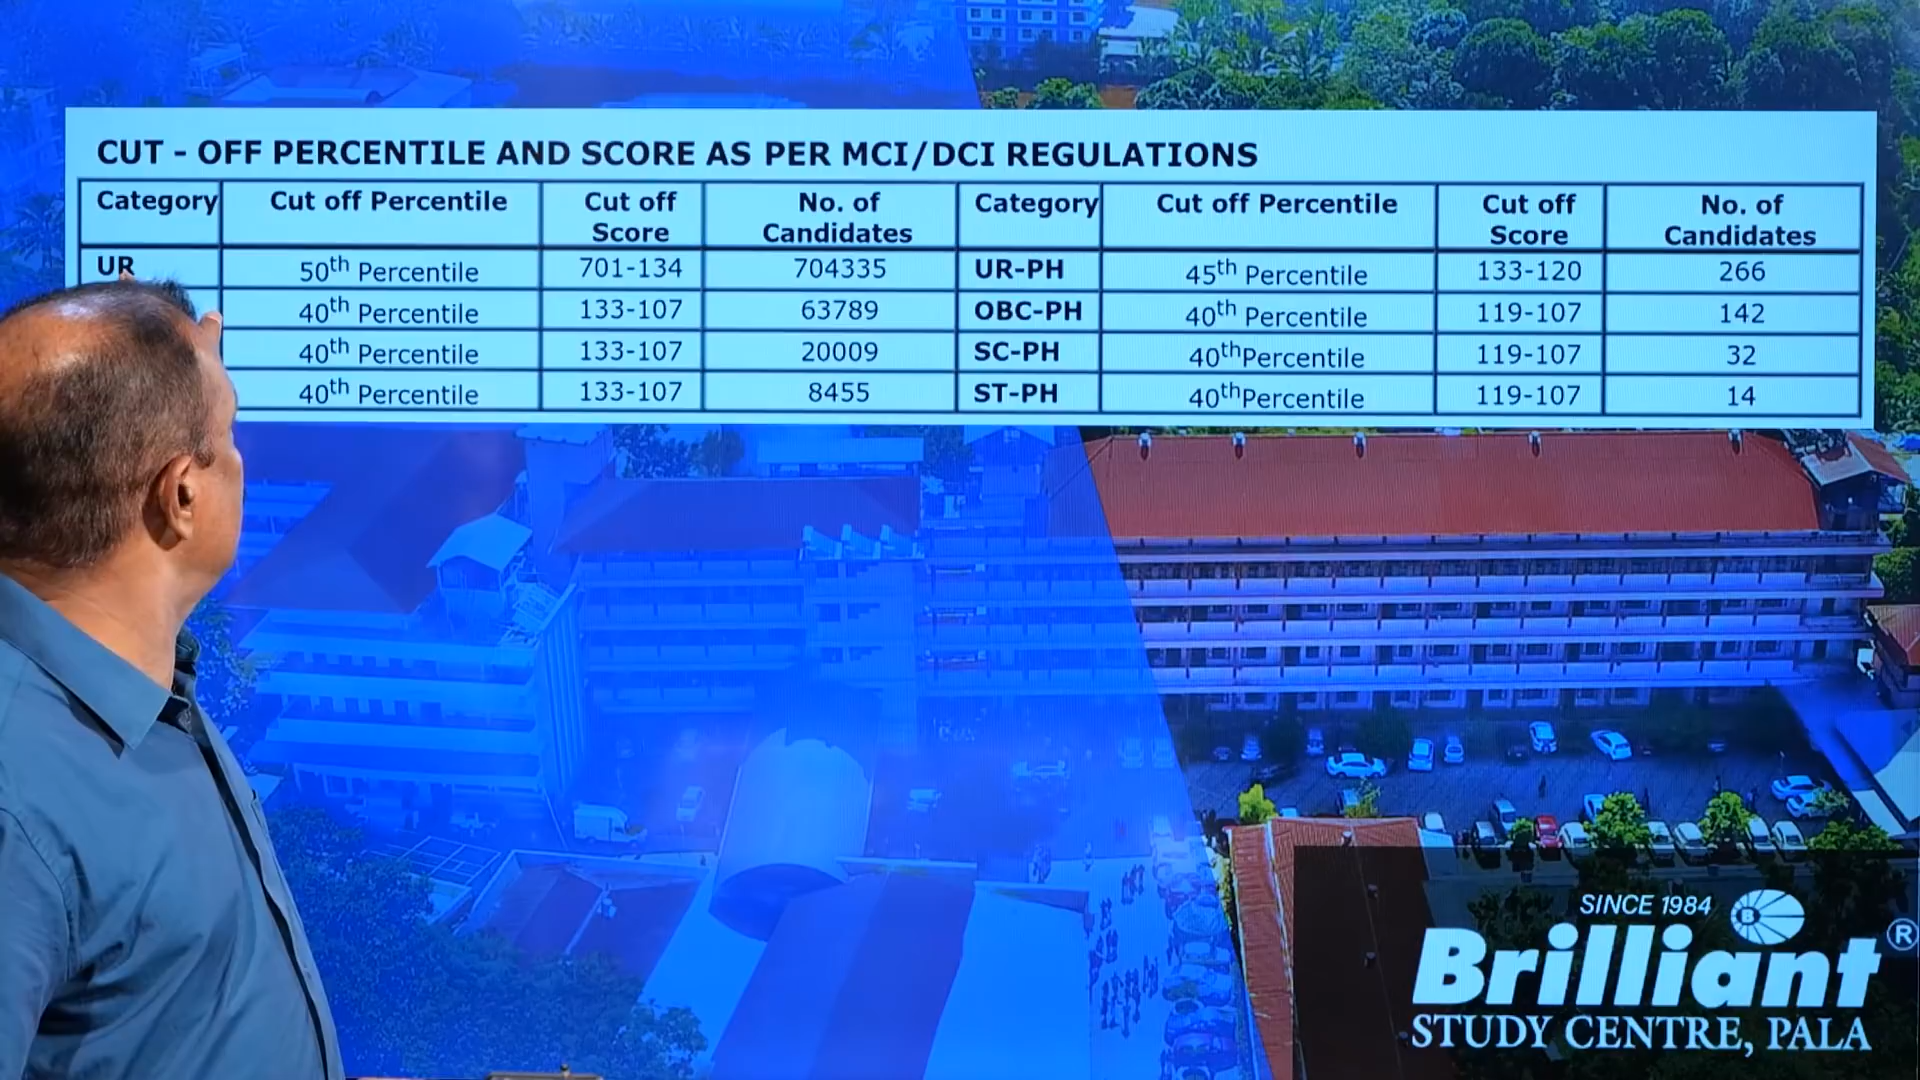 CUT - OFF PERCENTILE AND SCORE AS PER MCI/DCI REGULATIONS
Category Cut off Percentile Cut off Score No. of Candidates Category Cut off Percentile Cut off Score No. of Candidates
UR 50th Percentile 701-134 704335 UR-PH 45th Percentile 133-120 266
40th Percentile 133-107 63789 OBC-PH 40th Percentile 119-107 142
40th Percentile 133-107 20009 SC-PH 40thPercentile 119-107 32
40th Percentile 133-107 8455 ST-PH 40thPercentile 119-107 14
SINCE 1984
B
Brilliant ®
STUDY CENTRE, PALA